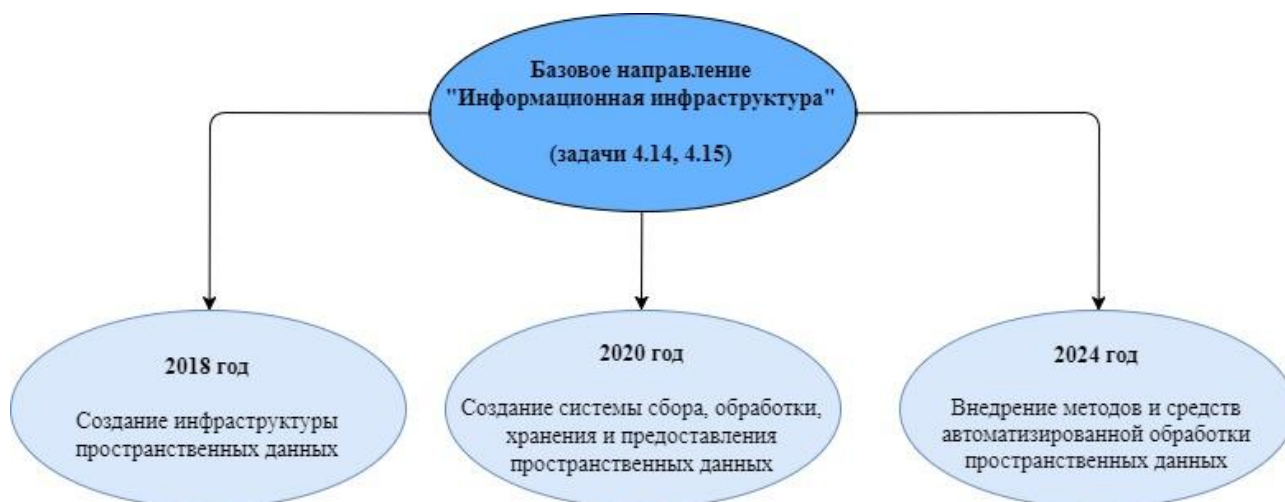 Базовое направление
"Информационная инфраструктура"
(задачи 4.14, 4.15)
2018 год
Создание инфраструктуры
пространственных данных
2020 год
Создание системы сбора, обработки,
хранения и предоставления
пространственных данных
2024 год
Внедрение методов и средств
автоматизированной обработки
пространственных данных